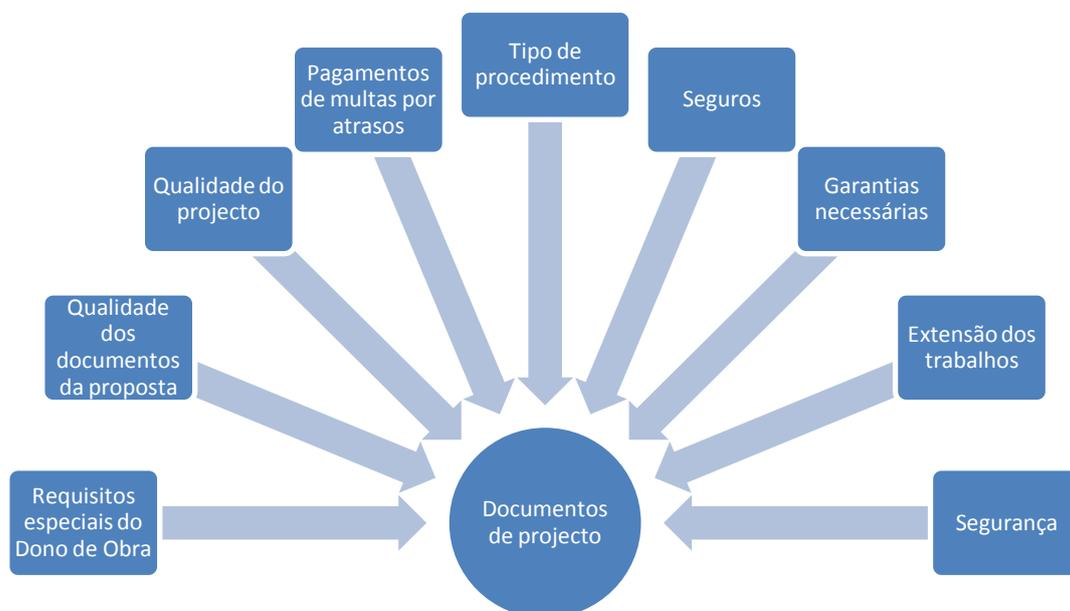 Tipo de
procedimento
Pagamentos
de multas por
atrasos
Seguros
Qualidade do
projecto
Garantias
necessárias
Qualidade
dos
documentos
da proposta
Extensão dos
trabalhos
Requisitos
especiais do
Dono de Obra
Documentos
de projecto
Segurança